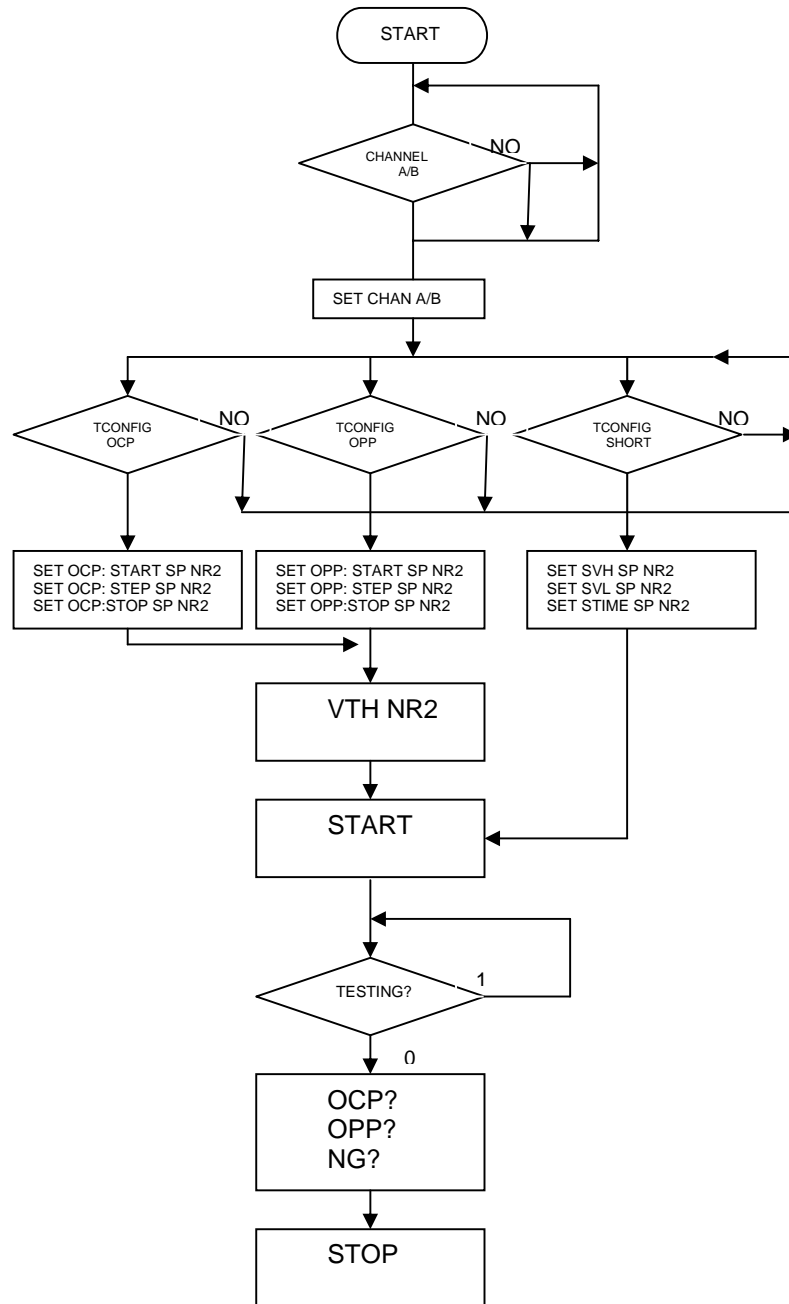 START
NO
CHANNEL
A/B
SET CHAN A/B
TCONFIG
OCP
NO
TCONFIG
OPP
NO
TCONFIG
SHORT
NO
SET OCP: START SP NR2
SET OCP: STEP SP NR2
SET OCP:STOP SP NR2
SET OPP: START SP NR2
SET OPP: STEP SP NR2
SET OPP:STOP SP NR2
SET SVH SP NR2
SET SVL SP NR2
SET STIME SP NR2
VTH NR2
START
TESTING?
1
0
OCP?
OPP?
NG?
STOP